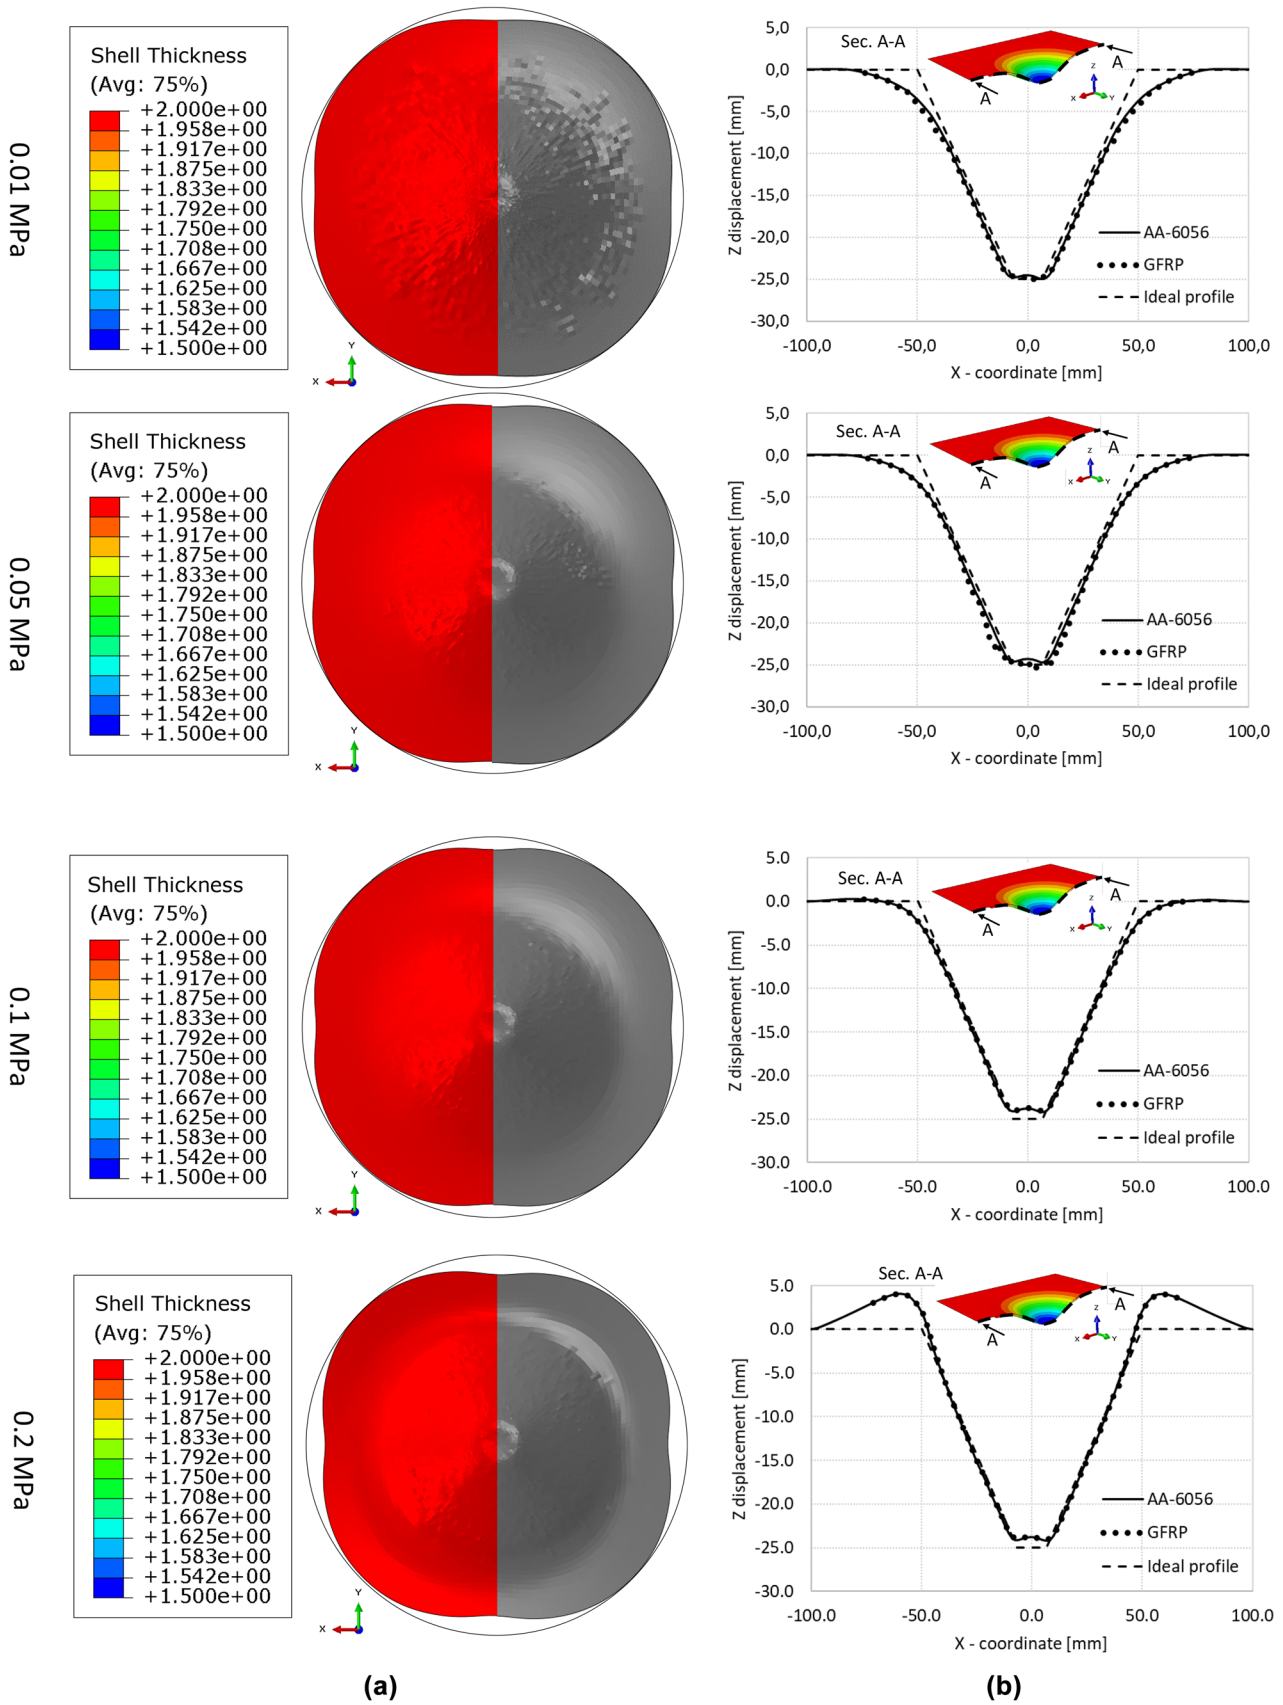 0.01 MPa
Shell Thickness
(Avg: 75%)
+2.000e+00
+1.958e+00
+1.917e+00
+1.875e+00
+1.833e+00
+1.792e+00
+1.750e+00
+1.708e+00
+1.667e+00
+1.625e+00
+1.583e+00
+1.542e+00
+1.500e+00
Y
X
Z displacement [mm]
5,0
0,0
-5,0
-10,0
-15,0
-20,0
-25,0
-30,0
Sec. A-A
A
A
Z
X
Y
AA-6056
GFRP
Ideal profile
-100,0 -50,0 0,0 50,0 100,0
X - coordinate [mm]
0.05 MPa
Shell Thickness
(Avg: 75%)
+2.000e+00
+1.958e+00
+1.917e+00
+1.875e+00
+1.833e+00
+1.792e+00
+1.750e+00
+1.708e+00
+1.667e+00
+1.625e+00
+1.583e+00
+1.542e+00
+1.500e+00
Y
X
Z displacement [mm]
5,0
0,0
-5,0
-10,0
-15,0
-20,0
-25,0
-30,0
Sec. A-A
A
A
Z
X
Y
AA-6056
GFRP
Ideal profile
-100,0 -50,0 0,0 50,0 100,0
X - coordinate [mm]
0.1 MPa
Shell Thickness
(Avg: 75%)
+2.000e+00
+1.958e+00
+1.917e+00
+1.875e+00
+1.833e+00
+1.792e+00
+1.750e+00
+1.708e+00
+1.667e+00
+1.625e+00
+1.583e+00
+1.542e+00
+1.500e+00
Y
X
Z displacement [mm]
5.0
0.0
-5.0
-10.0
-15.0
-20.0
-25.0
-30.0
Sec. A-A
A
A
Z
X
Y
AA-6056
GFRP
Ideal profile
-100.0 -50.0 0.0 50.0 100.0
X - coordinate [mm]
0.2 MPa
Shell Thickness
(Avg: 75%)
+2.000e+00
+1.958e+00
+1.917e+00
+1.875e+00
+1.833e+00
+1.792e+00
+1.750e+00
+1.708e+00
+1.667e+00
+1.625e+00
+1.583e+00
+1.542e+00
+1.500e+00
Y
X
Z displacement [mm]
5.0
0.0
-5.0
-10.0
-15.0
-20.0
-25.0
-30.0
Sec. A-A
A
A
Z
X
Y
AA-6056
GFRP
Ideal profile
-100.0 -50.0 0.0 50.0 100.0
X - coordinate [mm]
(a) (b)